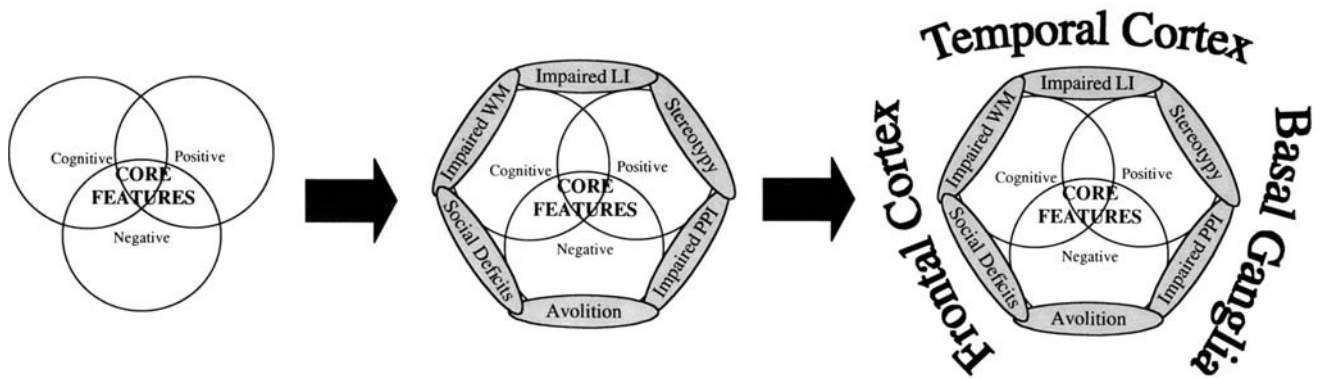 Cognitive
Positive
CORE
FEATURES
Negative
Impaired LI
Impaired WM
Stereotypy
Cognitive
Positive
CORE
FEATURES
Negative
Social Deficits
Impaired PPI
Avolition
Temporal Cortex
Frontal Cortex
Basal Ganglia
Impaired LI
Impaired WM
Stereotypy
Cognitive
Positive
CORE
FEATURES
Negative
Social Deficits
Impaired PPI
Avolition